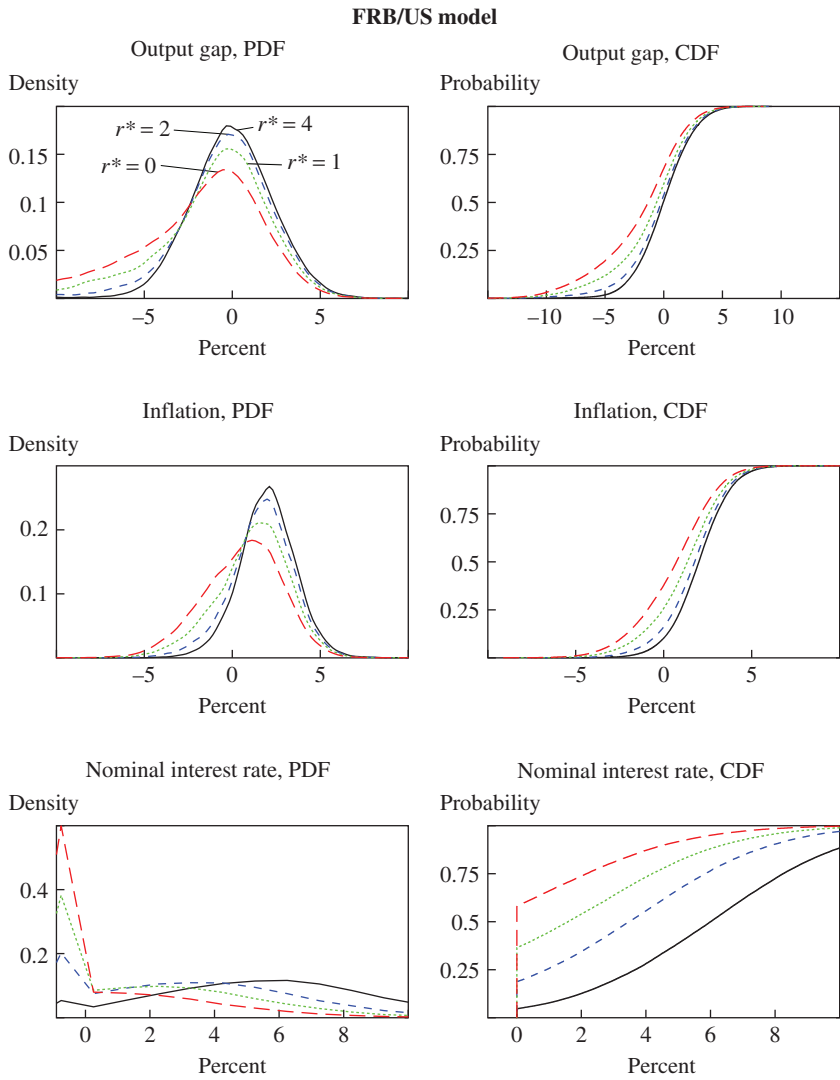 FRB/US model
Output gap, PDF
Density
r* = 2
r* = 4
r* = 0
r* = 1
0.15
0.1
0.05
−5
0
5
Percent
Output gap, CDF
Probability
0.75
0.5
0.25
−10
−5
0
5
10
Percent
Inflation, PDF
Density
0.2
0.1
−5
0
5
Percent
Inflation, CDF
Probability
0.75
0.5
0.25
−5
0
5
Percent
Nominal interest rate, PDF
Density
0.4
0.2
0
2
4
6
8
Percent
Nominal interest rate, CDF
Probability
0.75
0.5
0.25
0
2
4
6
8
Percent